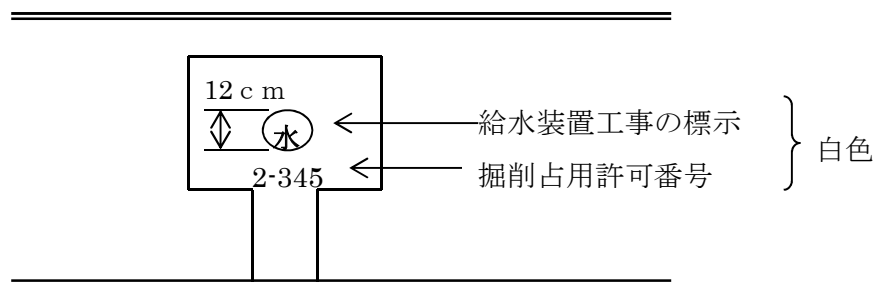 12ｃｍ
水
給水装置工事の標示
2-345
掘削占用許可番号
白色